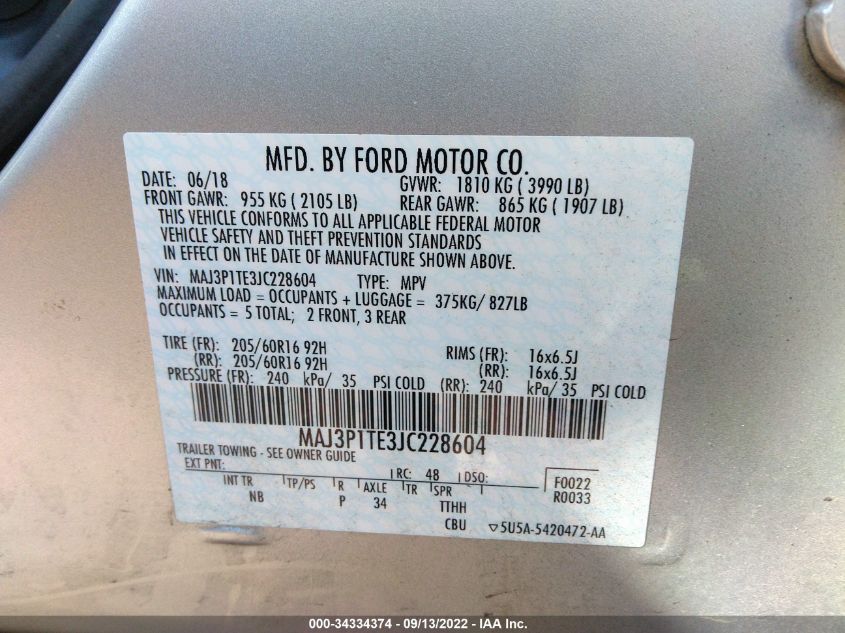 MFD. BY FORD MOTOR CO.
DATE: 06/18 GVWR: 1810 KG ( 3990 LB)
FRONT GAWR: 955 KG ( 2105 LB) REAR GAWR: 865 KG ( 1907 LB)
THIS VEHICLE CONFORMS TO ALL APPLICABLE FEDERAL MOTOR
VEHICLE SAFETY AND THEFT PREVENTION STANDARDS
IN EFFECT ON THE DATE OF MANUFACTURE SHOWN ABOVE.
VIN: MAJ3P1TE3JC228604 TYPE: MPV
MAXIMUM LOAD = OCCUPANTS + LUGGAGE = 375KG/ 827LB
OCCUPANTS = 5 TOTAL; 2 FRONT, 3 REAR
TIRE (FR): 205/60R16 92H RIMS (FR): 16x6.5J
(RR): 205/60R16 92H (RR): 16x6.5J
PRESSURE (FR): 240 kPa/ 35 PSI COLD (RR): 240 kPa/ 35 PSI COLD
MAJ3P1TE3JC228604
TRAILER TOWING - SEE OWNER GUIDE
EXT PNT: RC: 48 DSO: F0022
R0033
INT TR TP/PS R AXLE TR SPR
NB P 34 TTHH
CBU ▽5U5A-5420472-AA
000-34334374 - 09/13/2022 - IAA Inc.